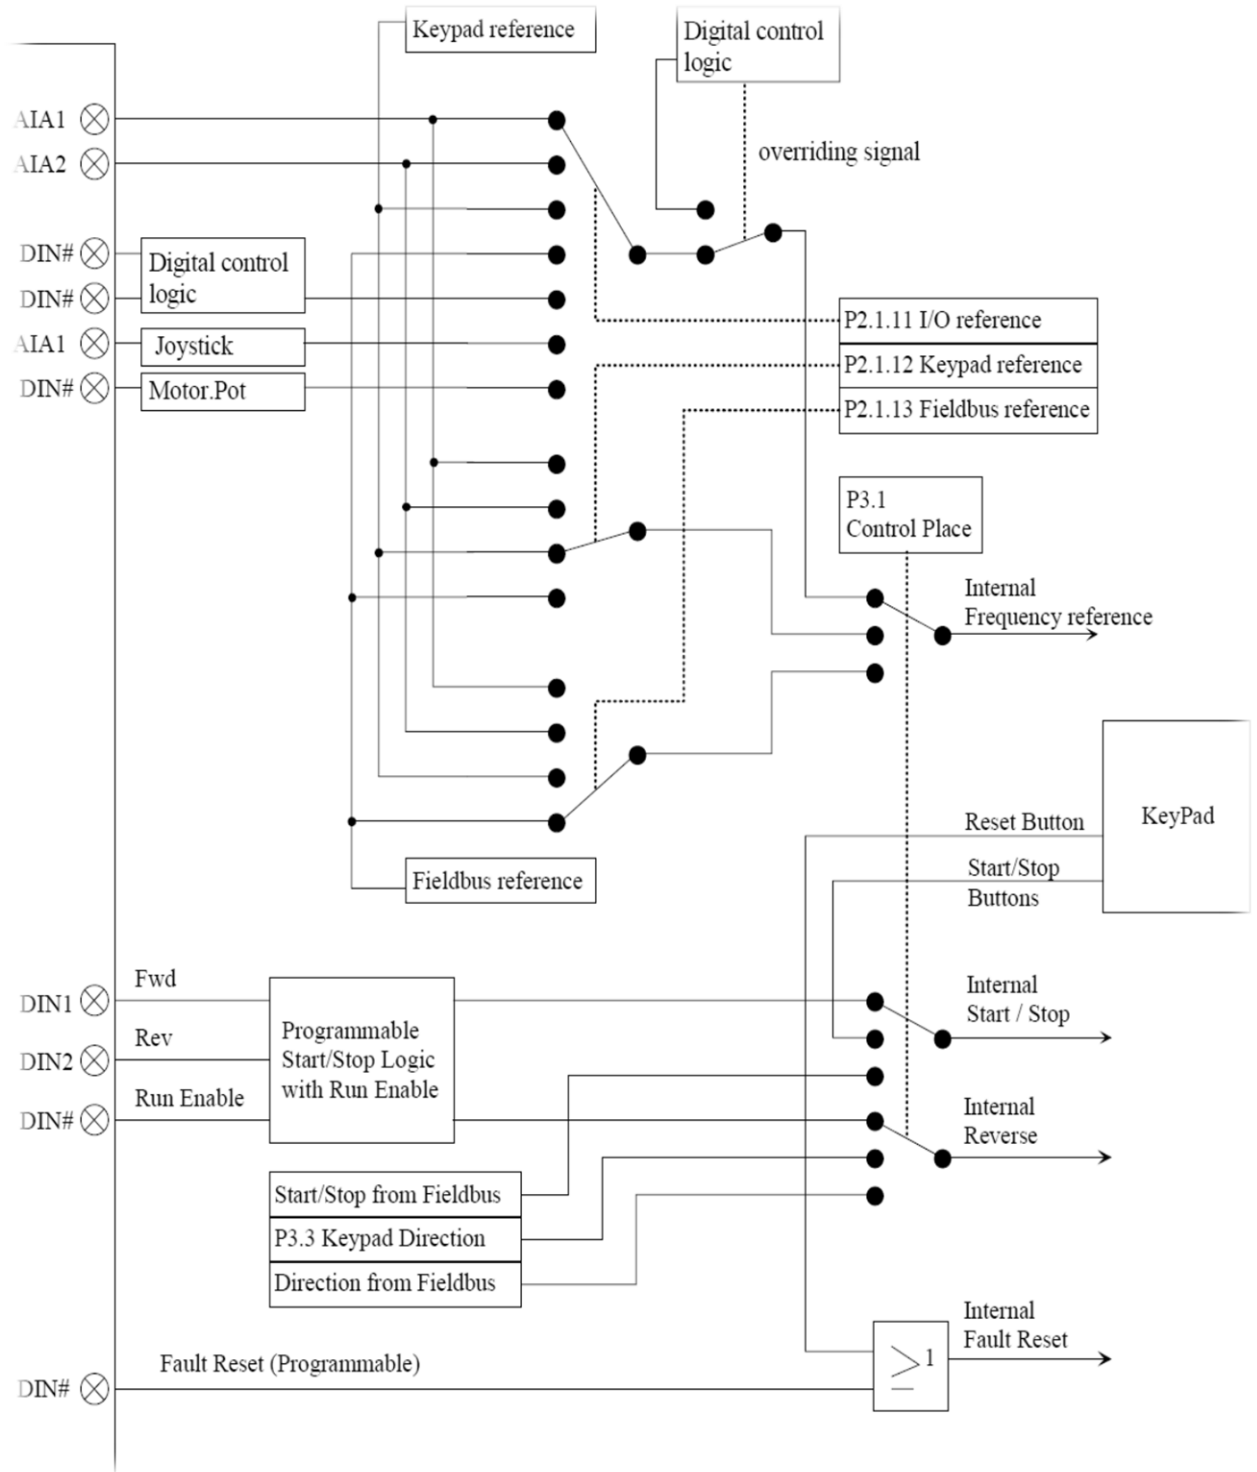 Keypad reference
Digital control
logic
AIA1
AIA2
overriding signal
DIN#
Digital control
logic
DIN#
P2.1.11 I/O reference
AIA1
Joystick
P2.1.12 Keypad reference
DIN#
Motor.Pot
P2.1.13 Fieldbus reference
P3.1
Control Place
Internal
Frequency reference
KeyPad
Reset Button
Start/Stop
Buttons
Fieldbus reference
Fwd
DIN1
Internal
Start / Stop
Programmable
Start/Stop Logic
with Run Enable
Rev
DIN2
Run Enable
DIN#
Internal
Reverse
Start/Stop from Fieldbus
P3.3 Keypad Direction
Direction from Fieldbus
Internal
Fault Reset
Fault Reset (Programmable)
≥1
DIN#